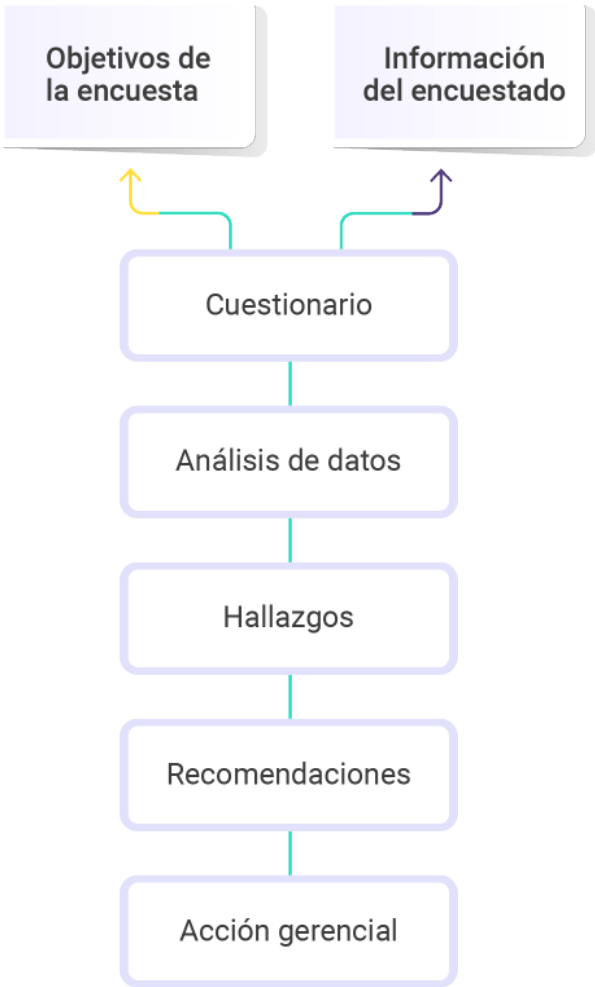 Objetivos de
la encuesta
Información
del encuestado
Cuestionario
Análisis de datos
Hallazgos
Recomendaciones
Acción gerencial